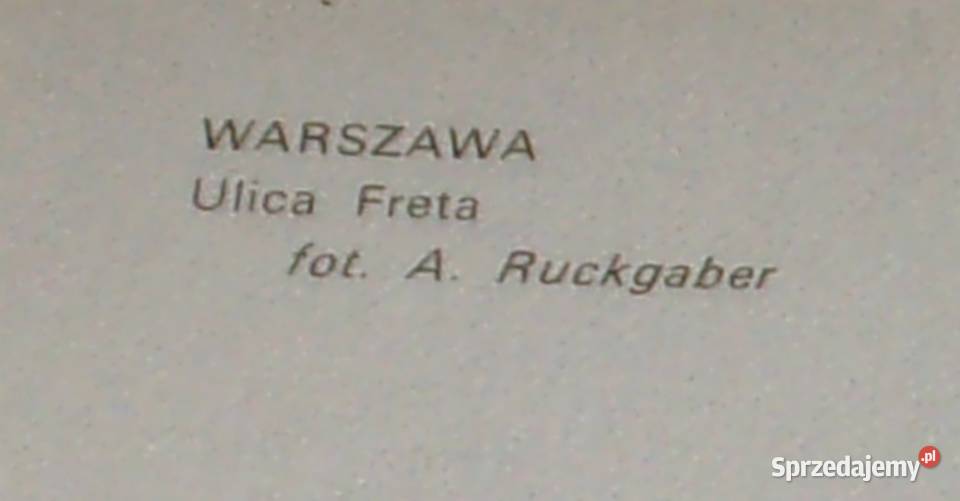 WARSZAWA
Ulica Freta
fot. A. Ruckgaber
Sprzedajemy.pl